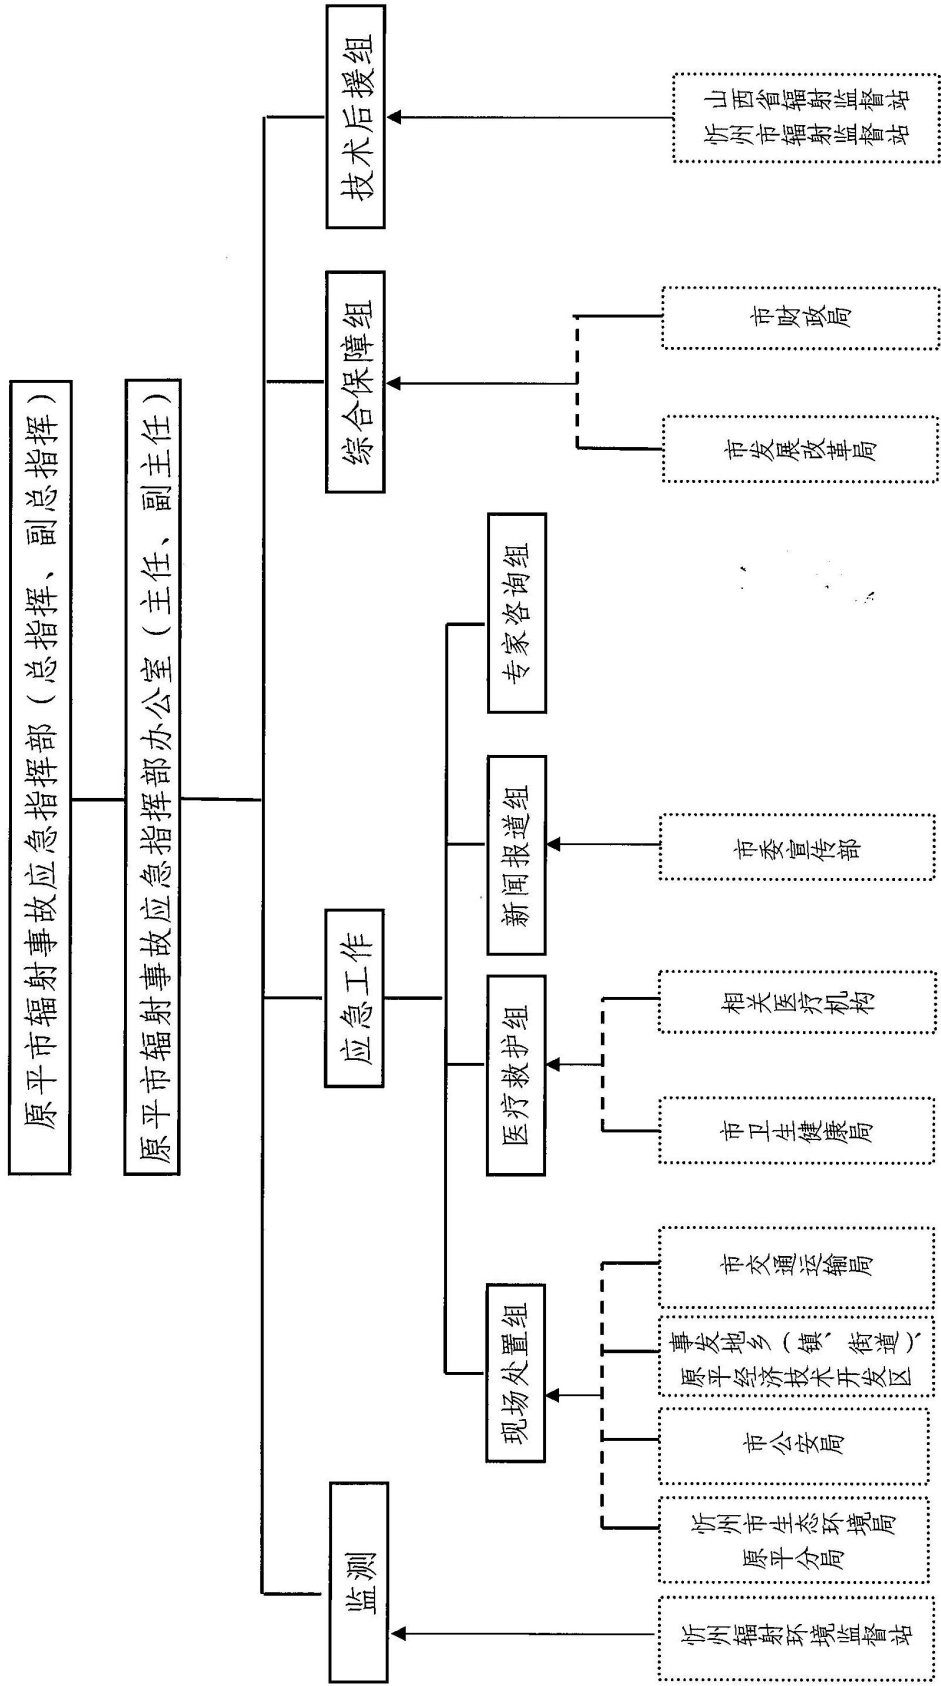 原平市辐射事故应急指挥部（总指挥、副总指挥）
原平市辐射事故应急指挥部办公室（主任、副主任）
监测
应急工作
综合保障组
技术后援组
现场处置组
医疗救护组
新闻报道组
专家咨询组
忻州辐射环境监督站
忻州市生态环境局
原平分局
市公安局
事发地乡（镇、街道）、
原平经济技术开发区
市交通运输局
市卫生健康局
相关医疗机构
市委宣传部
市发展改革局
市财政局
山西省辐射监督站
忻州市辐射监督站